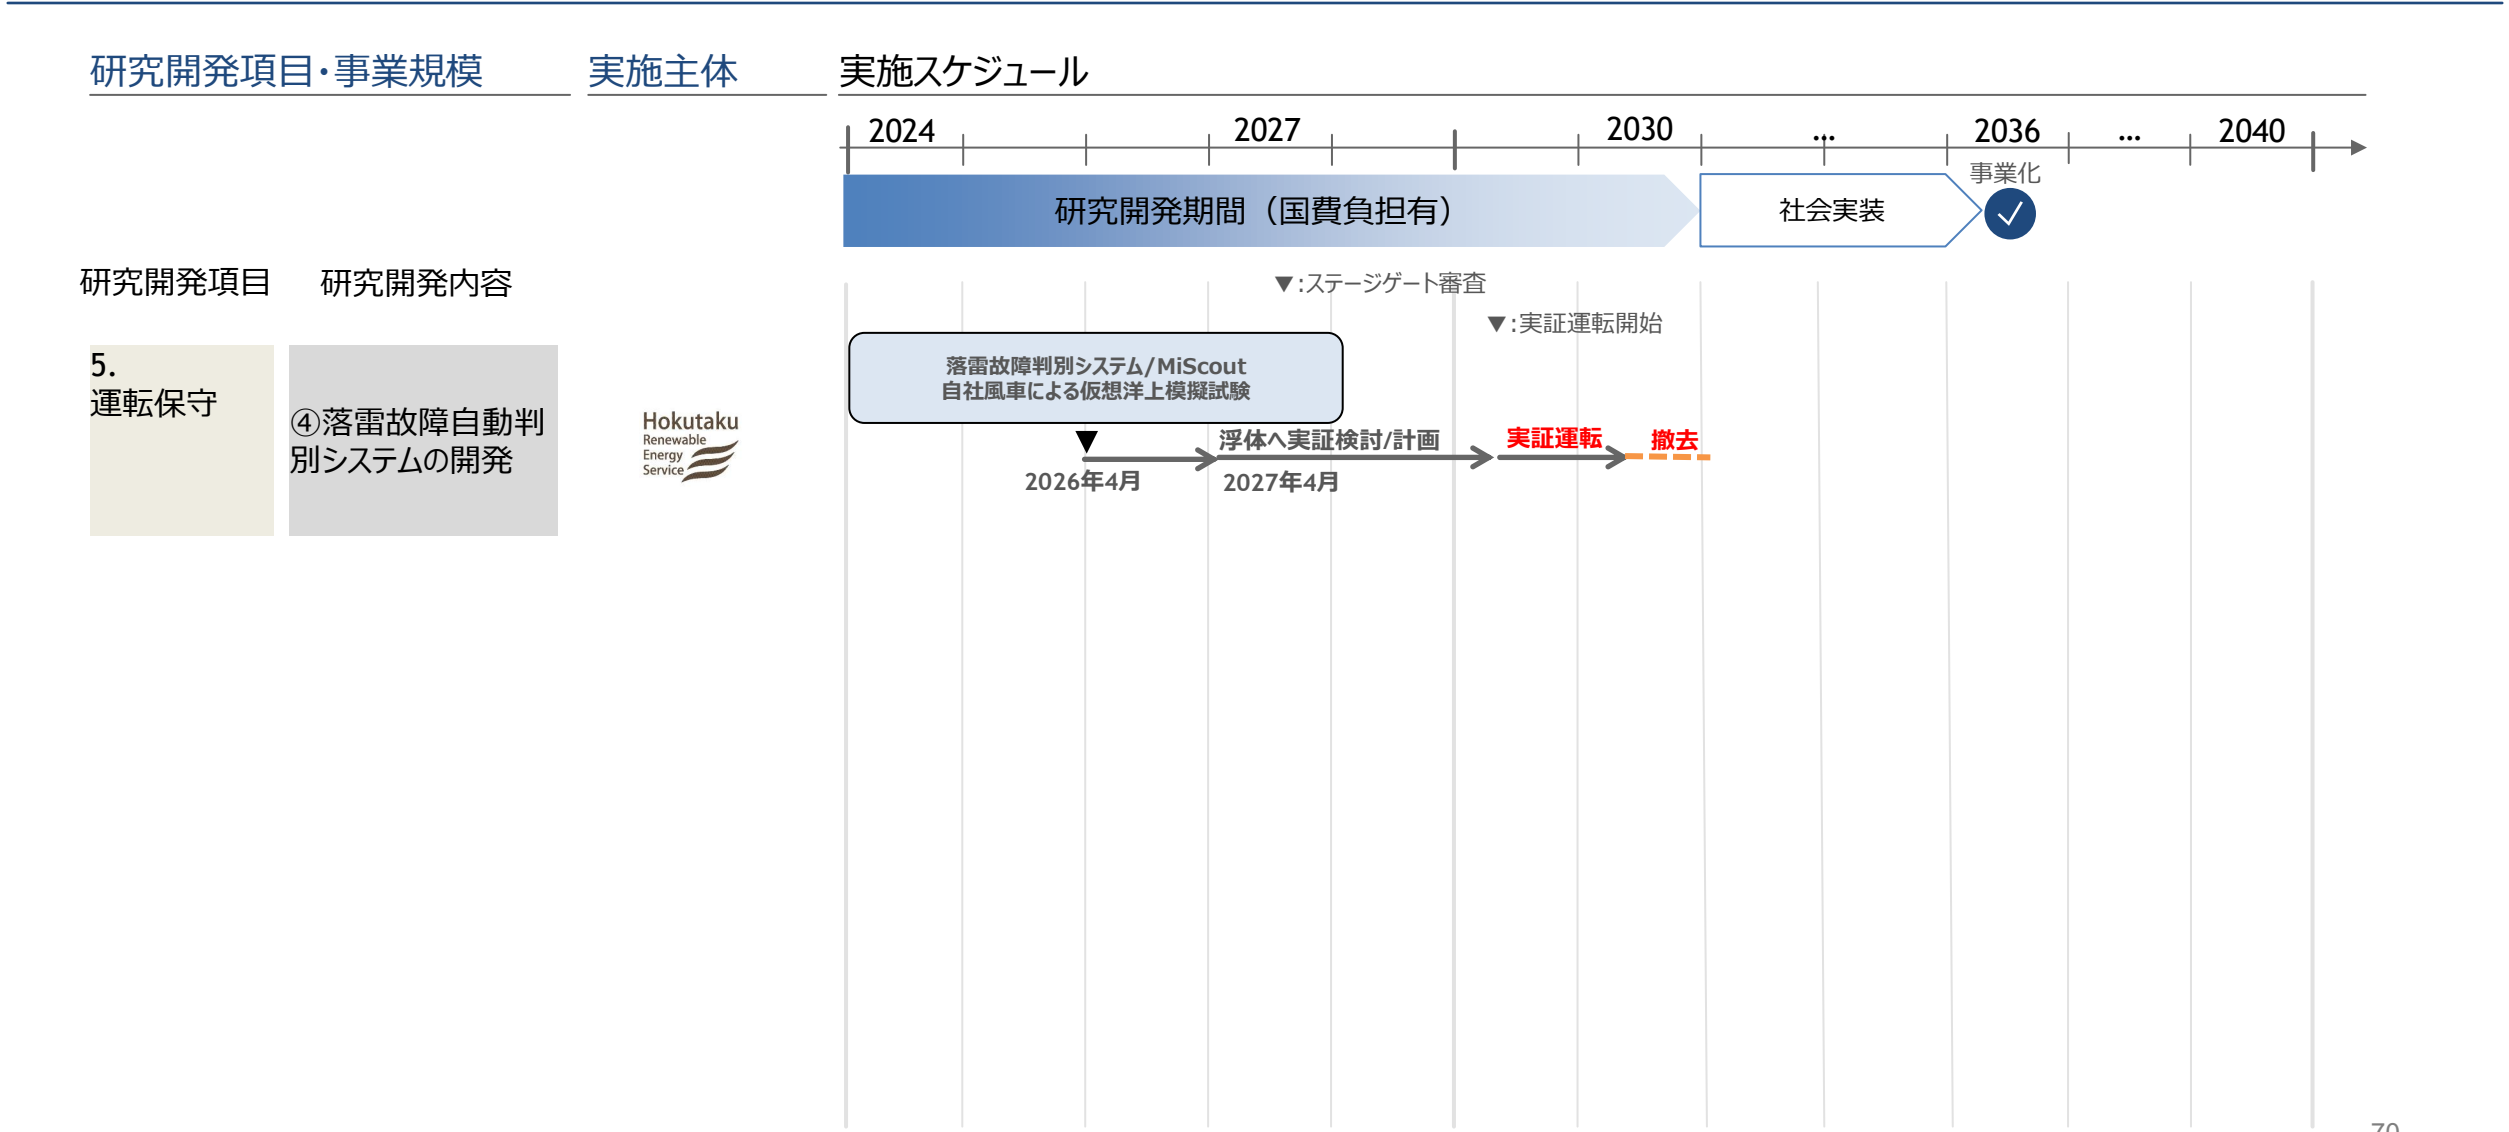 研究開発項目・事業規模
実施主体
実施スケジュール
2024
2027
2030
…
2036
…
2040
事業化
研究開発期間（国費負担有）
社会実装
研究開発項目
研究開発内容
▼:ステージゲート審査
▼:実証運転開始
5.
運転保守
④落雷故障自動判
別システムの開発
Hokutaku
Renewable
Energy
Service
落雷故障判別システム/MiScout
自社風車による仮想洋上模擬試験
浮体へ実証検討/計画
実証運転
撤去
2026年4月
2027年4月